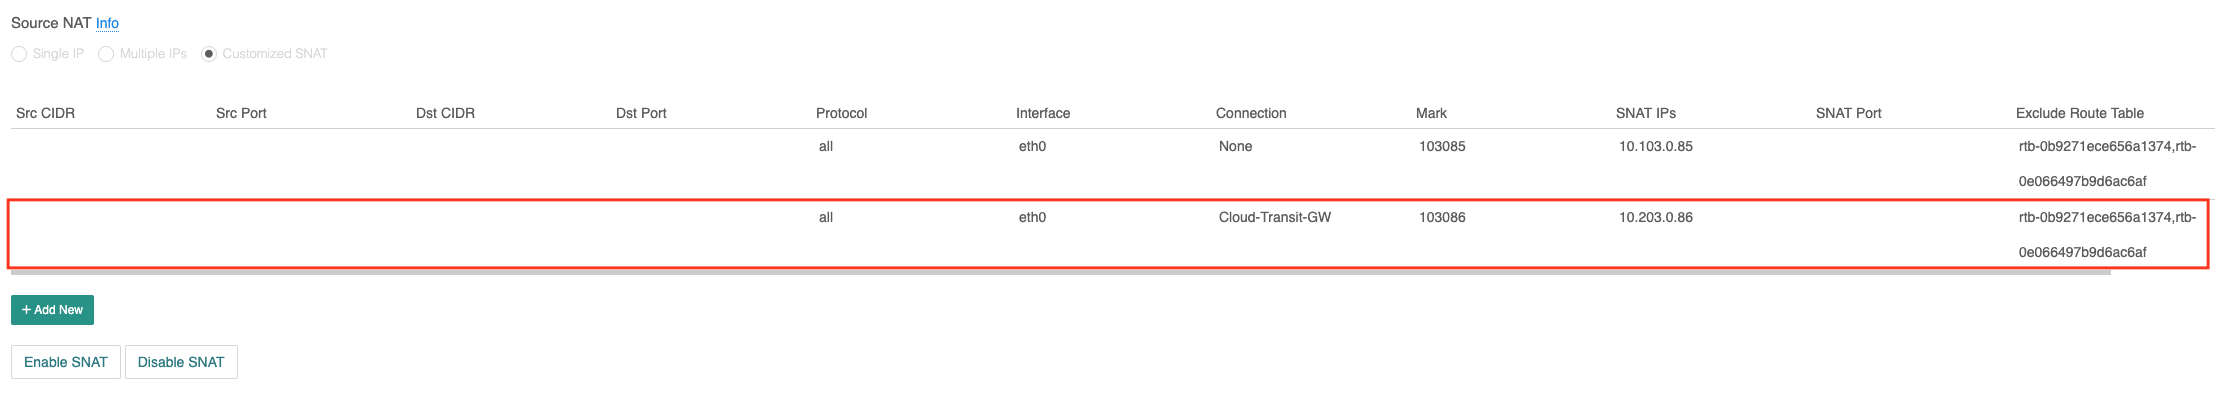 Source NAT Info
Single IP Multiple IPs Customized SNAT
Src CIDR Src Port Dst CIDR Dst Port Protocol Interface Connection Mark SNAT IPs SNAT Port Exclude Route Table
all eth0 None 103085 10.103.0.85 rtb-0b9271ece656a1374,rtb-
0e066497b9d6ac6af
all eth0 Cloud-Transit-GW 103086 10.203.0.86 rtb-0b9271ece656a1374,rtb-
0e066497b9d6ac6af
+ Add New
Enable SNAT Disable SNAT